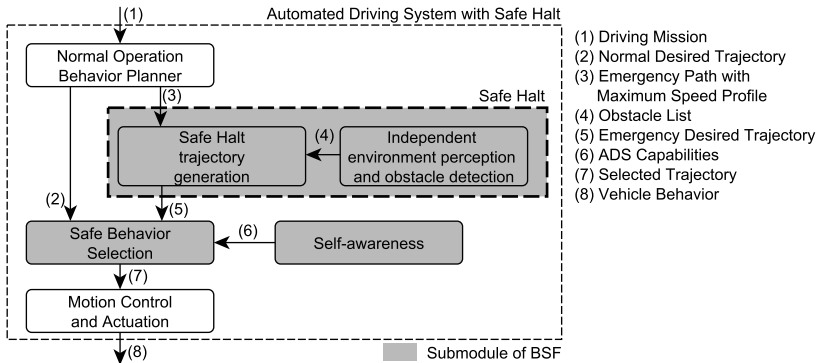 Automated Driving System with Safe Halt
(1)
Normal Operation
Behavior Planner
(3)
Safe Halt
Safe Halt
trajectory
generation
(4)
Independent
environment perception
and obstacle detection
(2)
(5)
Safe Behavior
Selection
(6)
Self-awareness
(7)
Motion Control
and Actuation
(8)
Submodule of BSF
(1) Driving Mission
(2) Normal Desired Trajectory
(3) Emergency Path with
Maximum Speed Profile
(4) Obstacle List
(5) Emergency Desired Trajectory
(6) ADS Capabilities
(7) Selected Trajectory
(8) Vehicle Behavior